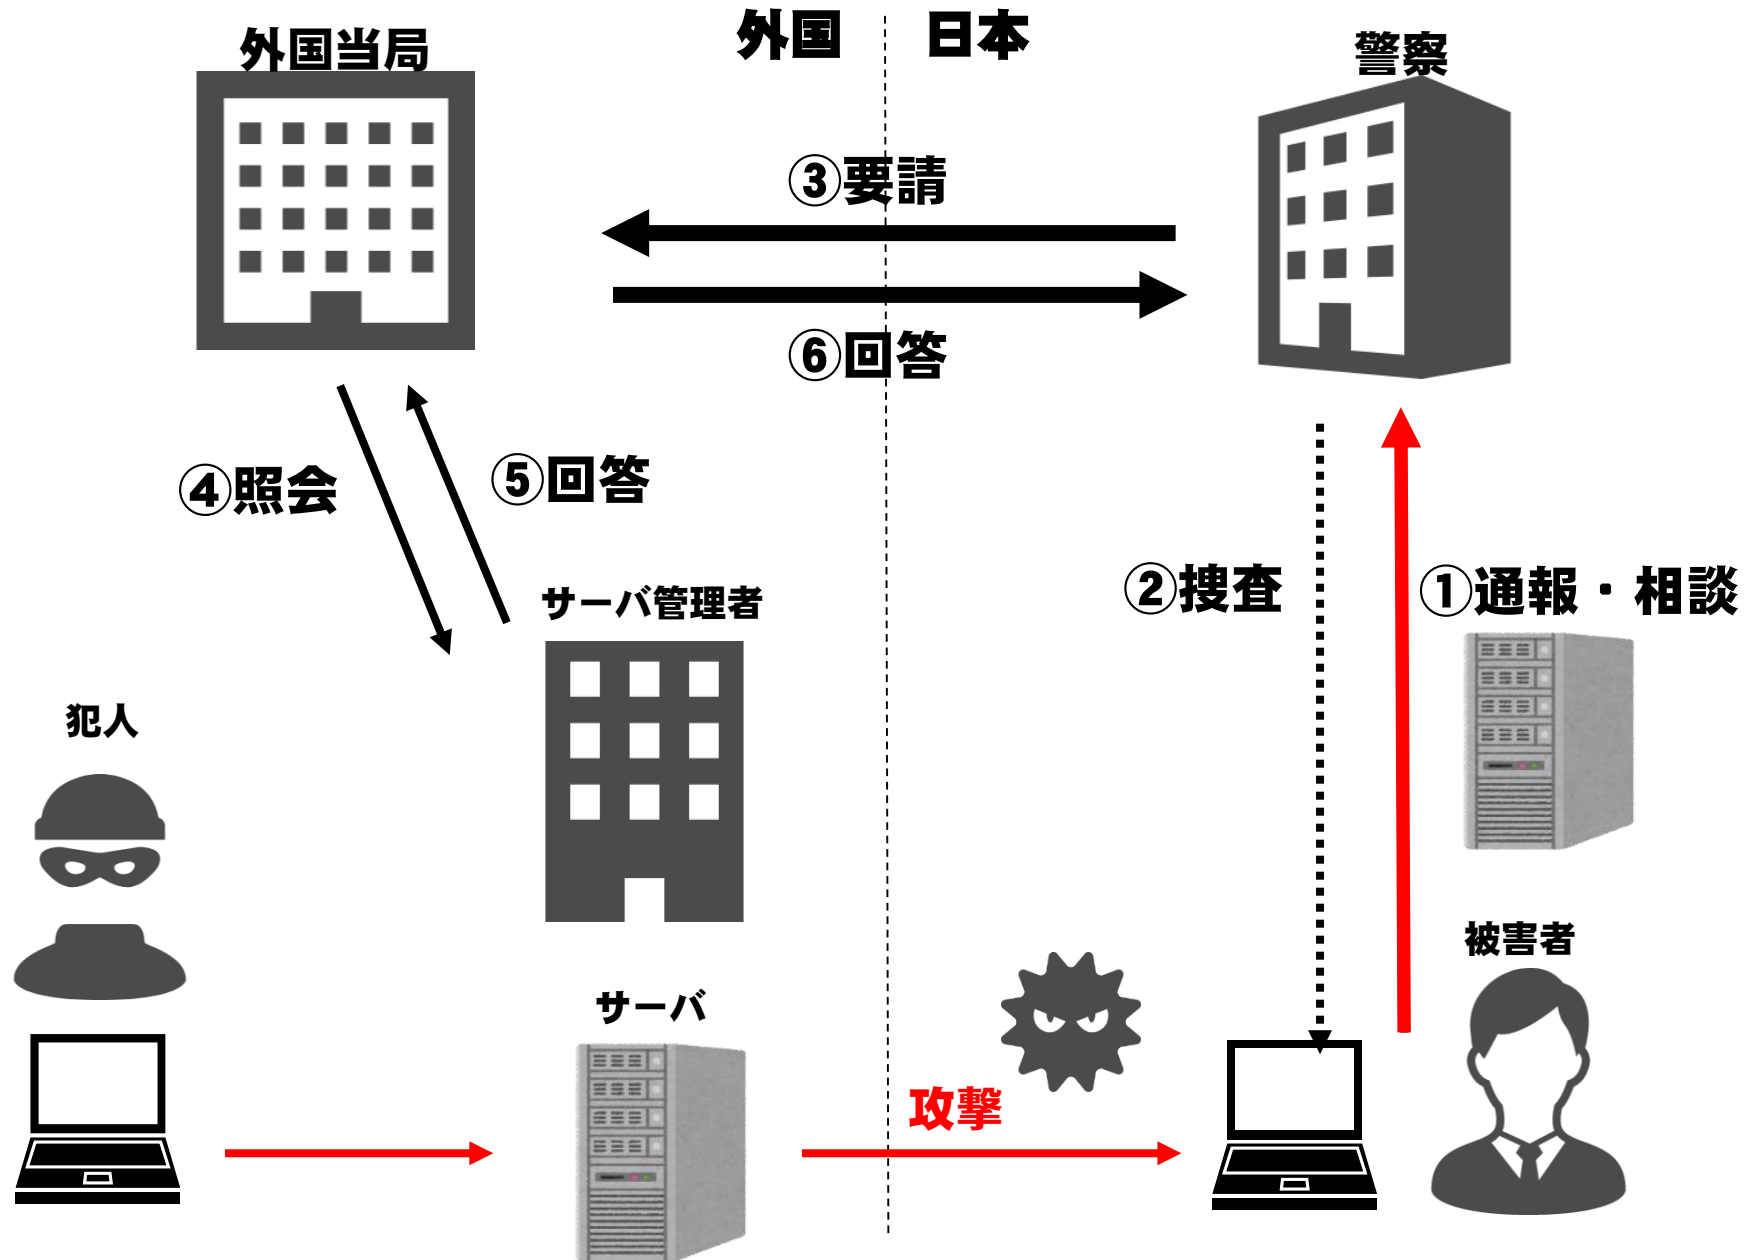 外国
日本
外国当局
警察
③要請
⑥回答
④照会
⑤回答
②捜査
①通報・相談
サーバ管理者
犯人
被害者
サーバ
攻撃